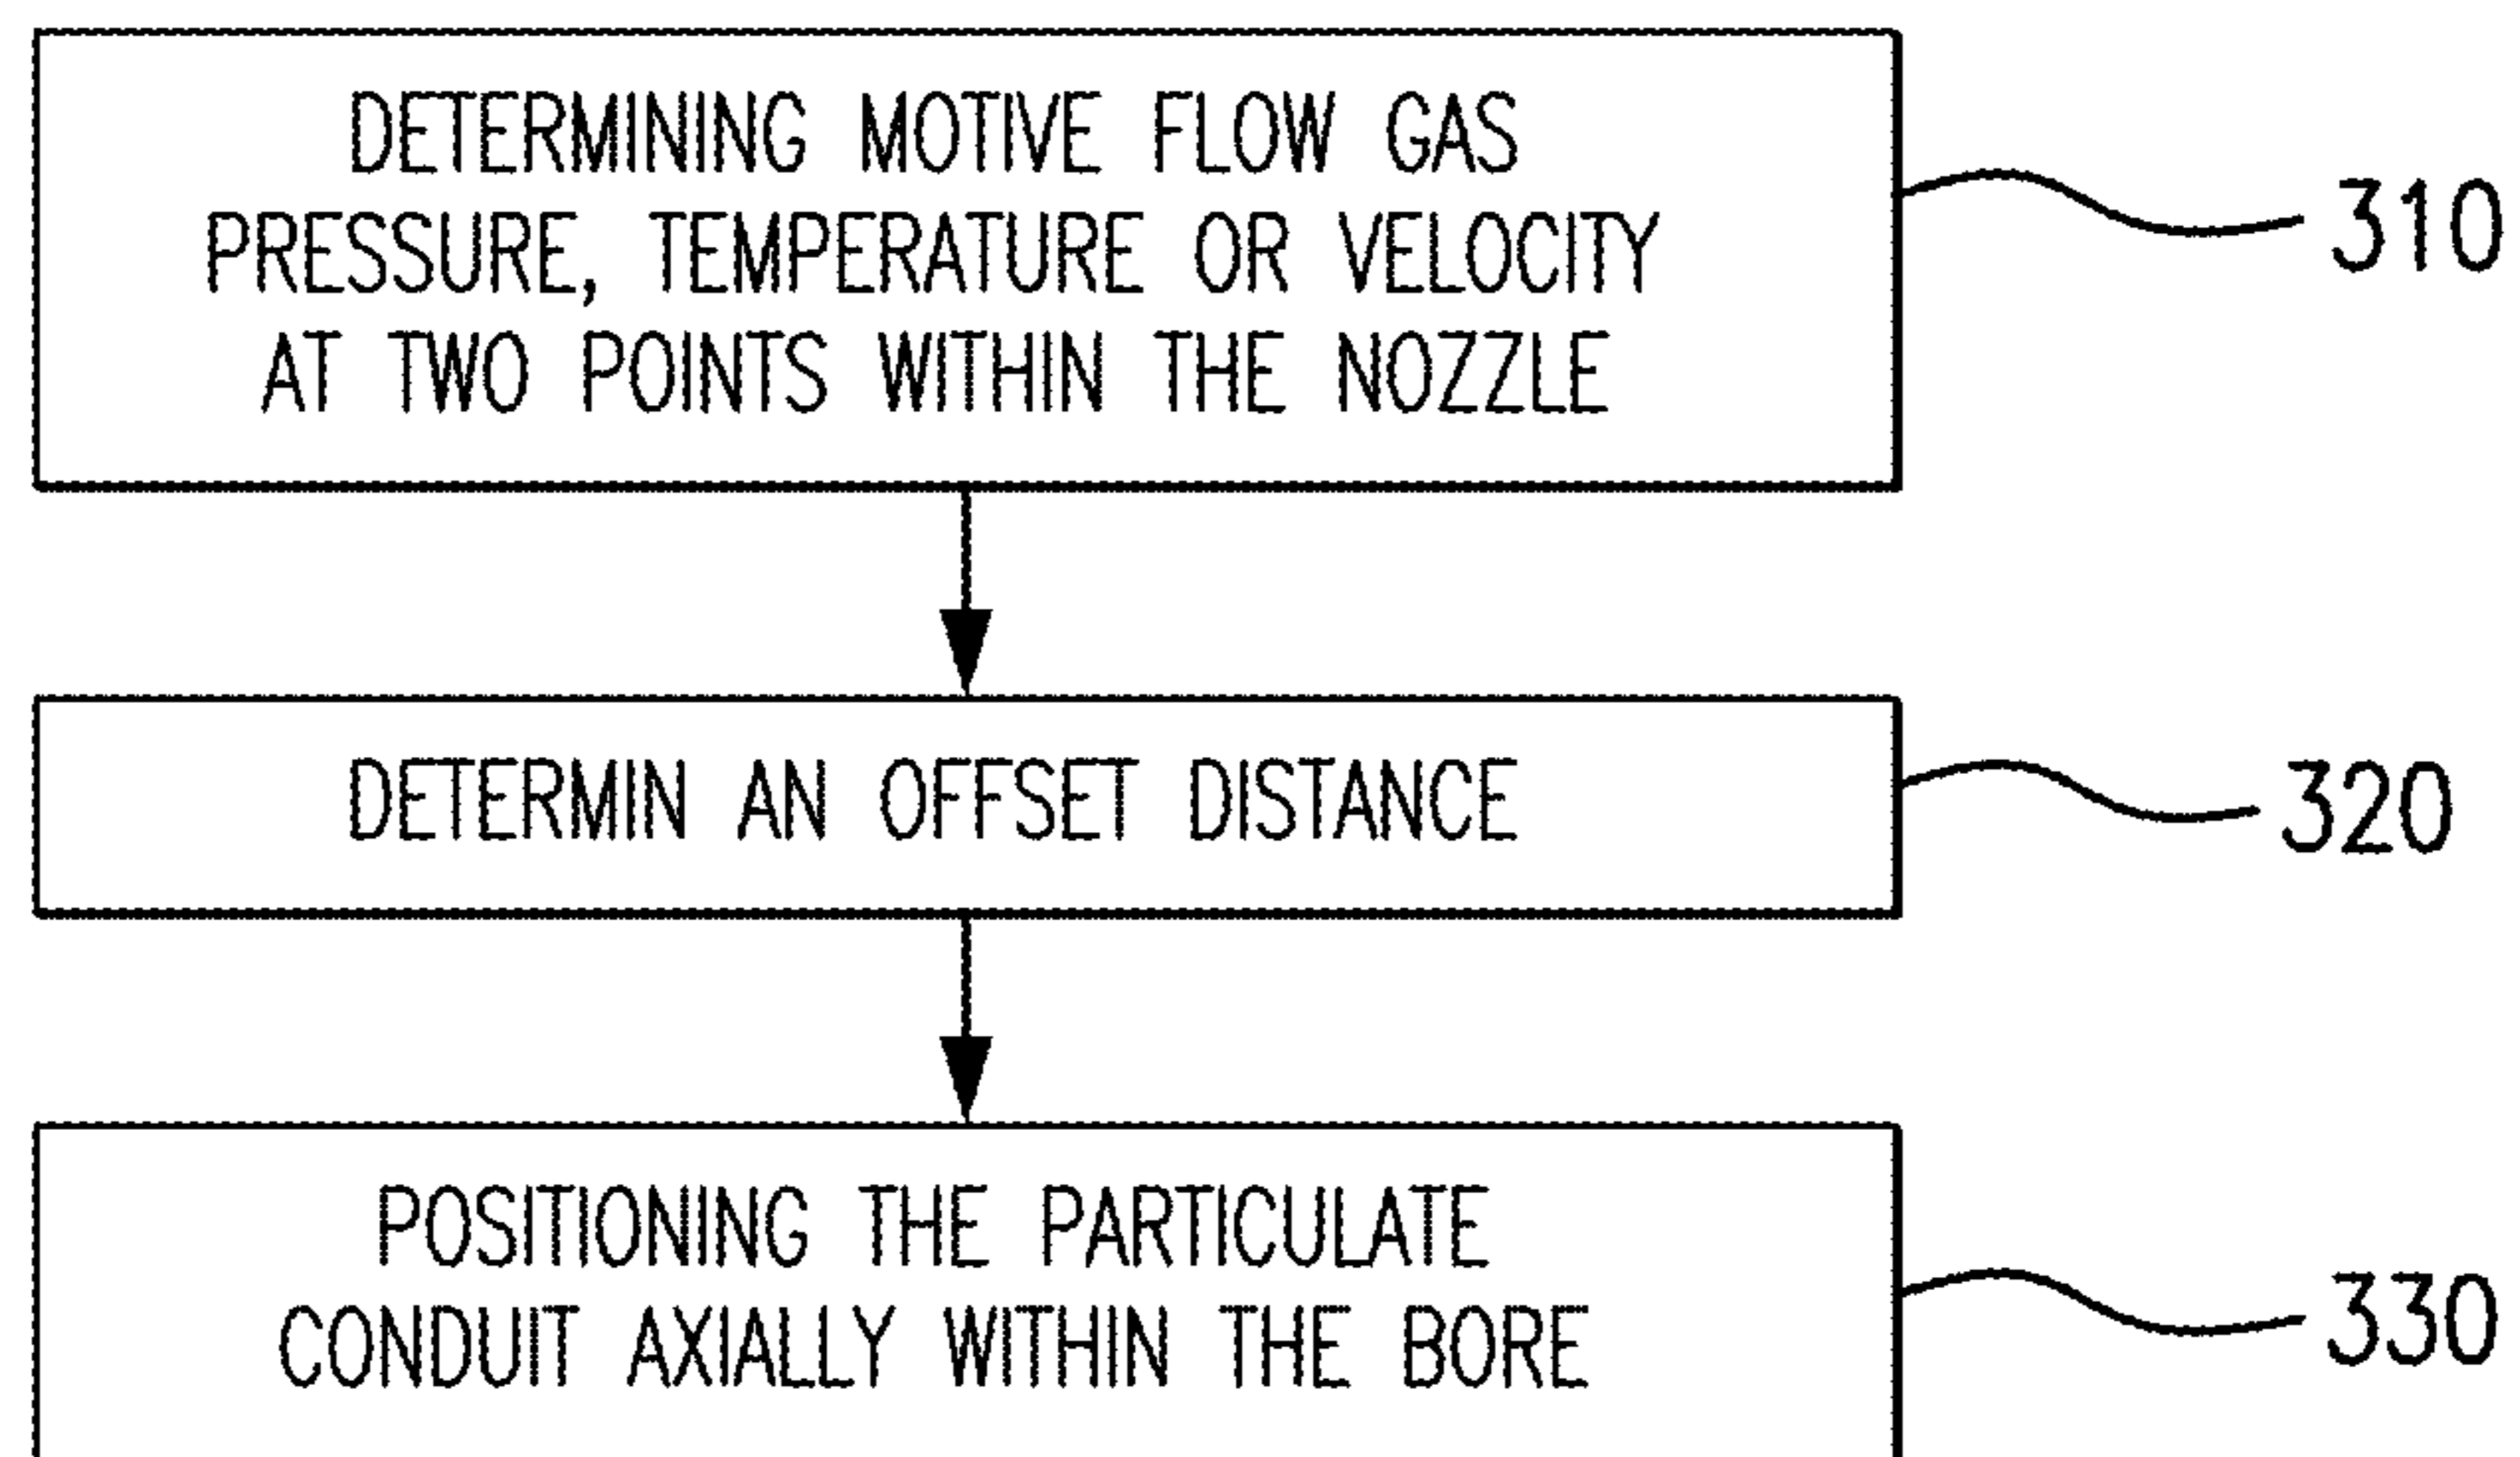 DETERMINING MOTIVE FLOW GAS
PRESSURE, TEMPERATURE OR VELOCITY
AT TWO POINTS WITHIN THE NOZZLE
310
DETERMIN AN OFFSET DISTANCE
320
POSITIONING THE PARTICULATE
CONDUIT AXIALLY WITHIN THE BORE
330